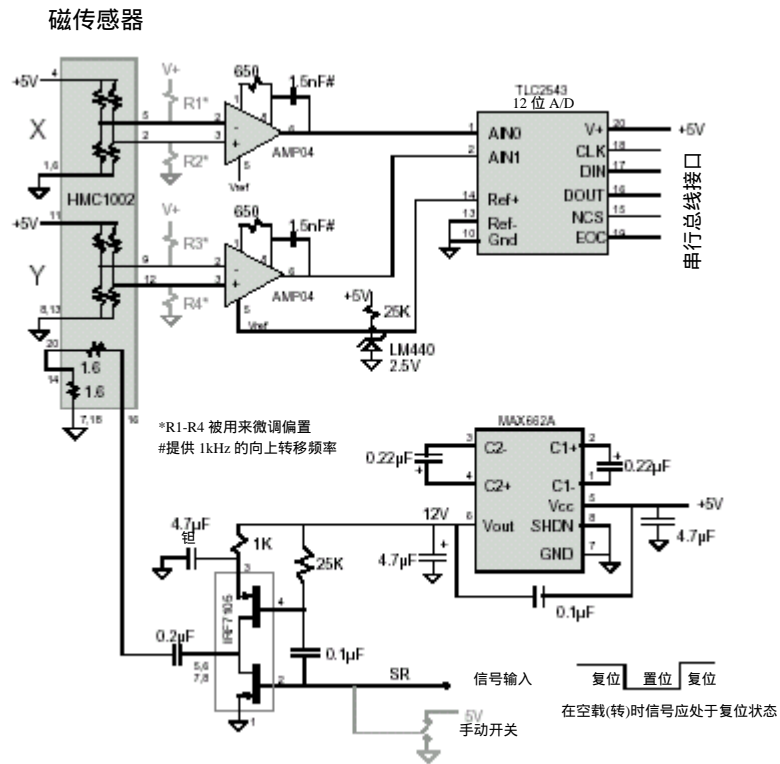 磁传感器
+5V
4
V+
650
1.5nF#
TLC2543
12 位 A/D
R1*
X
5
2
1
2
3
6
-
+
AMP04
R2*
5
Vref
1,6
HMC1002
1
AIN0
V+
20
+5V
2
AIN1
CLK
18
DIN
17
14
Ref+
DOUT
16
13
Ref-
NCS
15
10
Gnd
EOC
19
串行总线接口
+5V
11
V+
650
1.5nF#
R3*
Y
9
12
1
2
3
6
-
+
AMP04
R4*
5
Vref
8,13
+5V
25K
LM440
2.5V
20
1.6
14
1.6
7,15
16
*R1-R4 被用来微调偏置
#提供 1kHz 的向上转移频率
MAX662A
3
C2-
C1+
2
0.22µF
+
+
0.22µF
4
C2+
C1-
1
Vcc
5
+5V
12V
6
Vout
SHDN
8
GND
7
4.7µF
+
4.7µF
+
0.1µF
4.7µF
钽
1K
25K
3
IRF7105
4
0.2µF
5,6
7,8
0.1µF
2
SR
信号输入
1
复位
置位
复位
在空载(转)时信号应处于复位状态
5V
手动开关